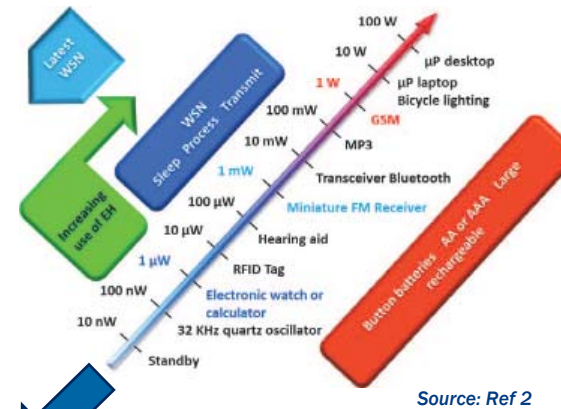 Latest
WSN
Increasing
use of EH
WSN
Sleep Process Transmit
100 W
10 W
1 W
100 mW
10 mW
1 mW
100 µW
10 µW
1 µW
100 nW
10 nW
µP desktop
µP laptop
Bicycle lighting
GSM
MP3
Transceiver Bluetooth
Miniature FM Receiver
Hearing aid
RFID Tag
Electronic watch or
calculator
32 KHz quartz oscillator
Standby
Button batteries AA or AAA Large
rechargeable
Source: Ref 2